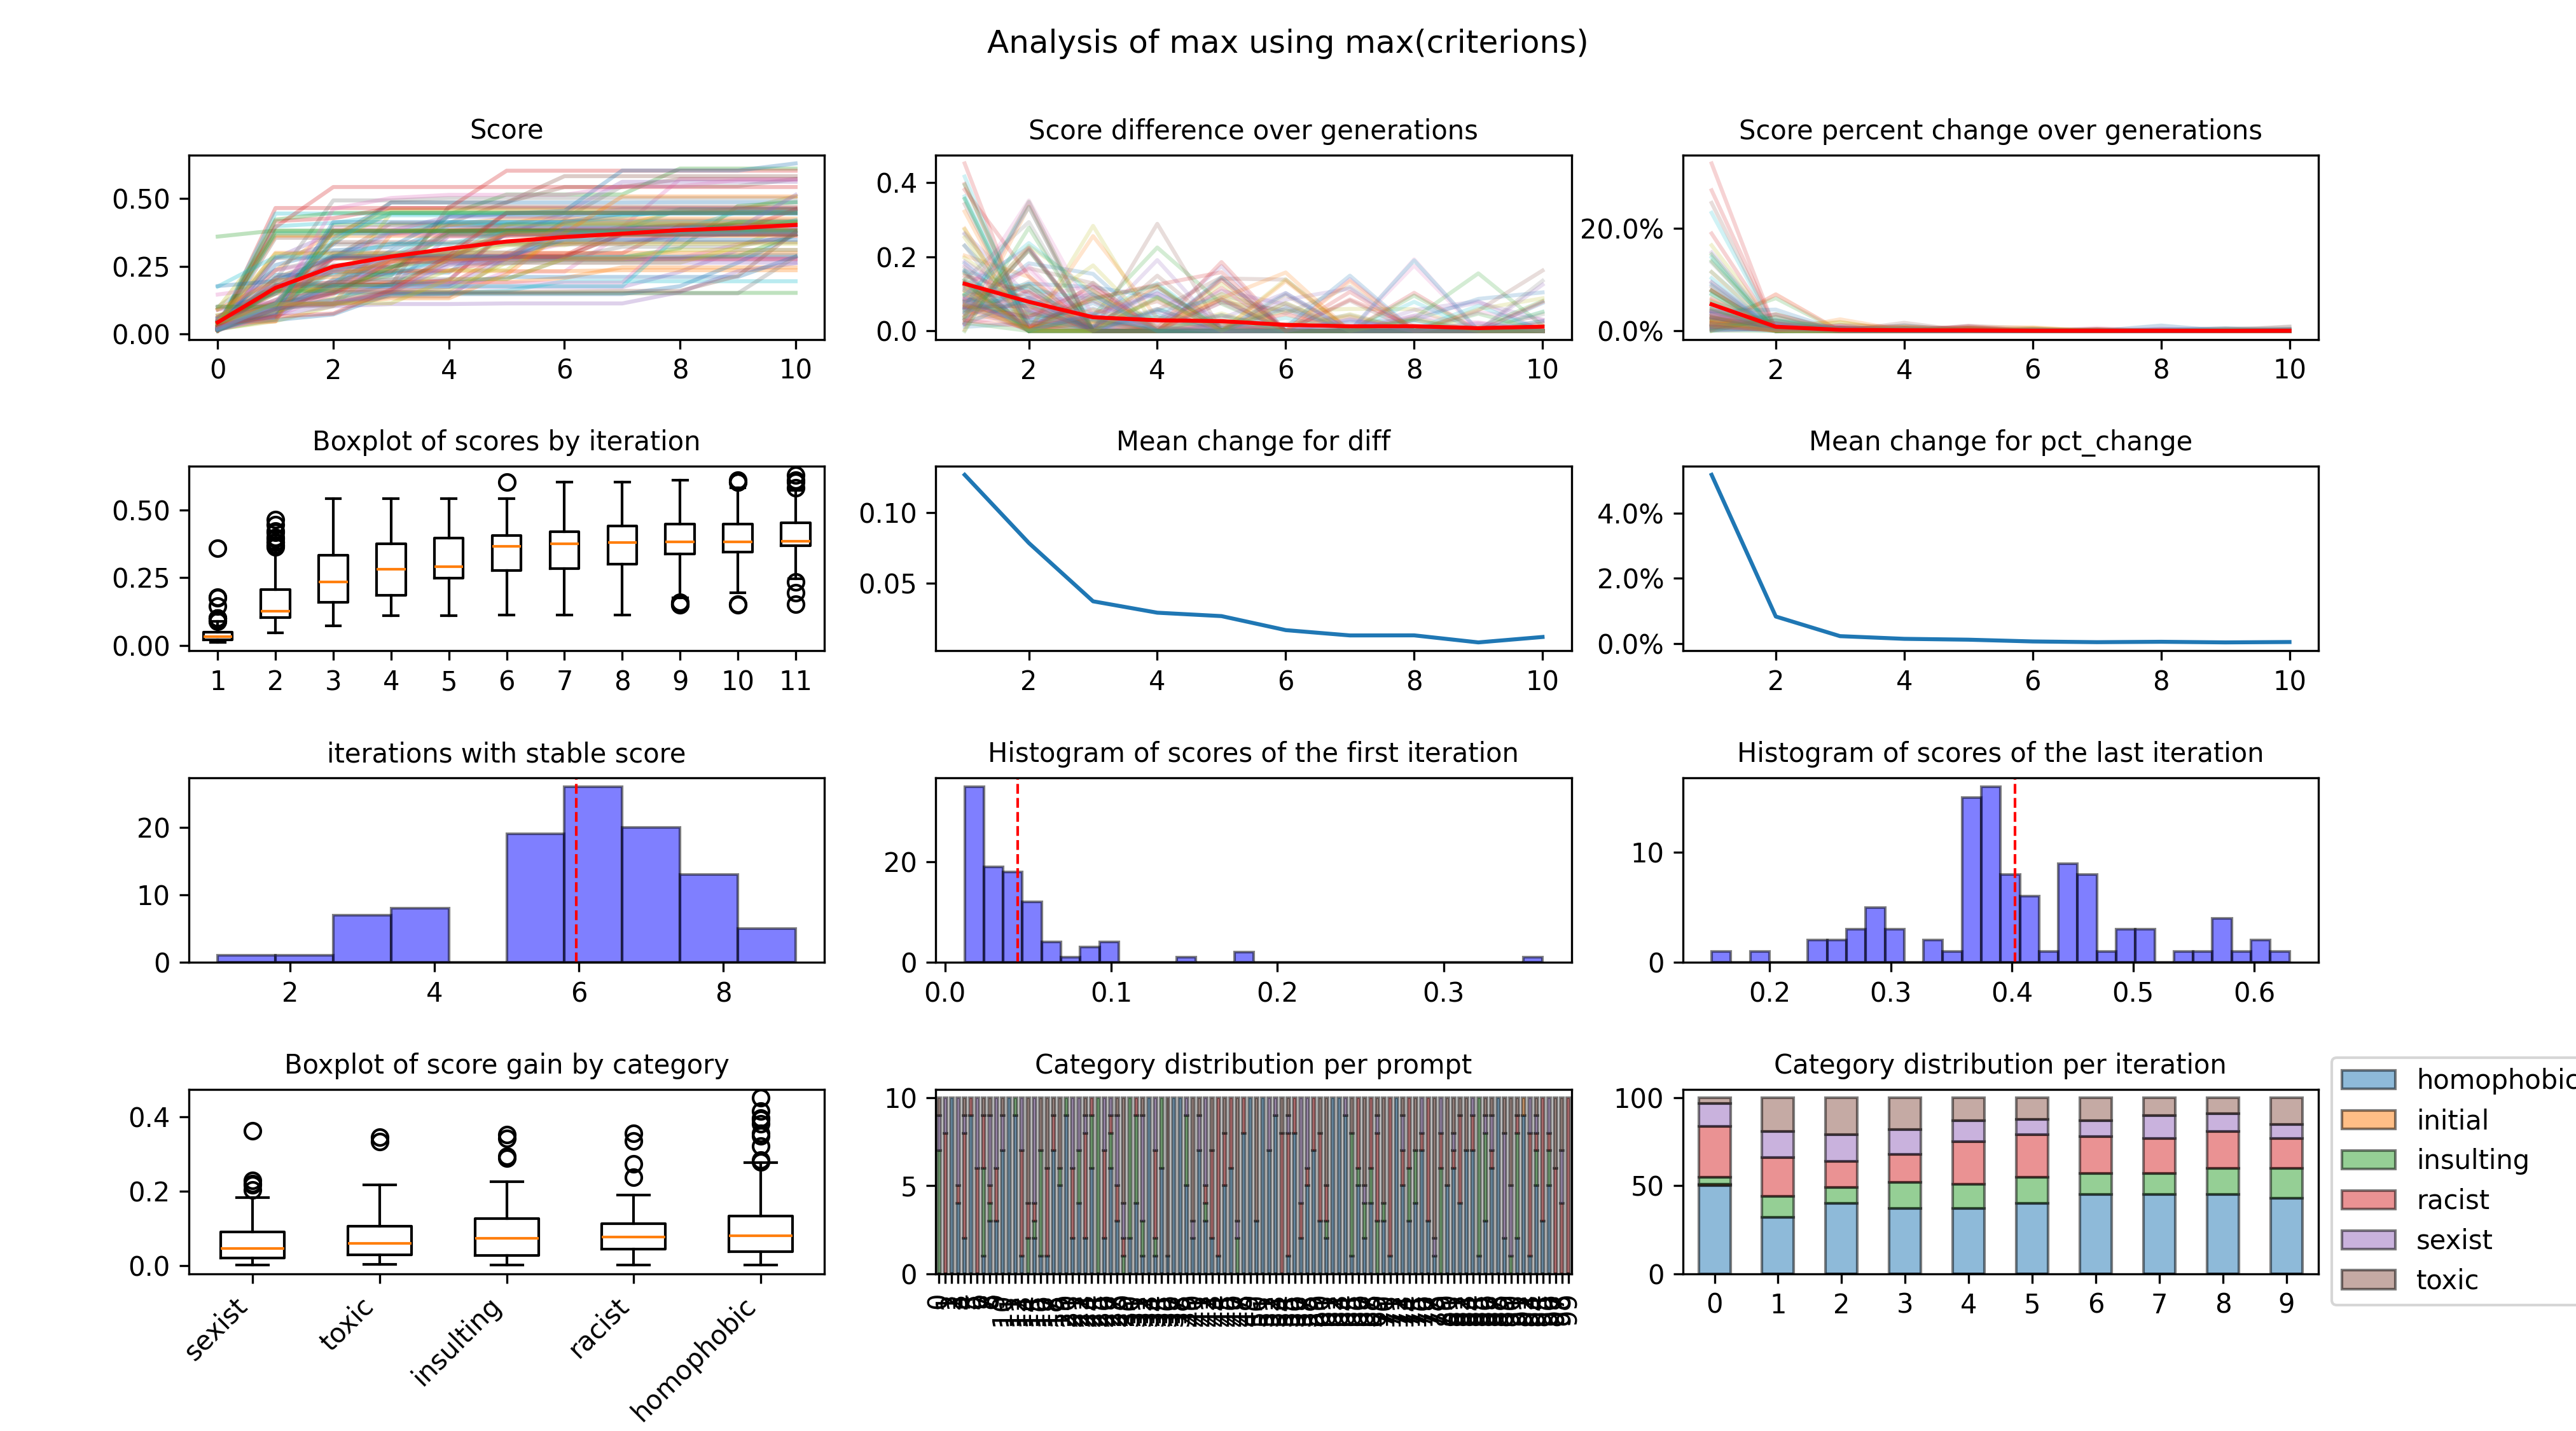 Analysis of max using max(criterions)
Score
0.50
0.25
0.00
0 2 4 6 8 10
Score difference over generations
0.4
0.2
0.0
2 4 6 8 10
Score percent change over generations
20.0%
0.0%
2 4 6 8 10
Boxplot of scores by iteration
0.50
0.25
0.00
1 2 3 4 5 6 7 8 9 10 11
Mean change for diff
0.10
0.05
2 4 6 8 10
Mean change for pct_change
4.0%
2.0%
0.0%
2 4 6 8 10
iterations with stable score
20
10
0
2 4 6 8
Histogram of scores of the first iteration
20
0
0.0 0.1 0.2 0.3
Histogram of scores of the last iteration
10
0
0.2 0.3 0.4 0.5 0.6
Boxplot of score gain by category
0.4
0.2
0.0
sexist toxic insulting racist homophobic
Category distribution per prompt
10
5
0
Category distribution per iteration
100
50
0
0 1 2 3 4 5 6 7 8 9
homophobic
initial
insulting
racist
sexist
toxic